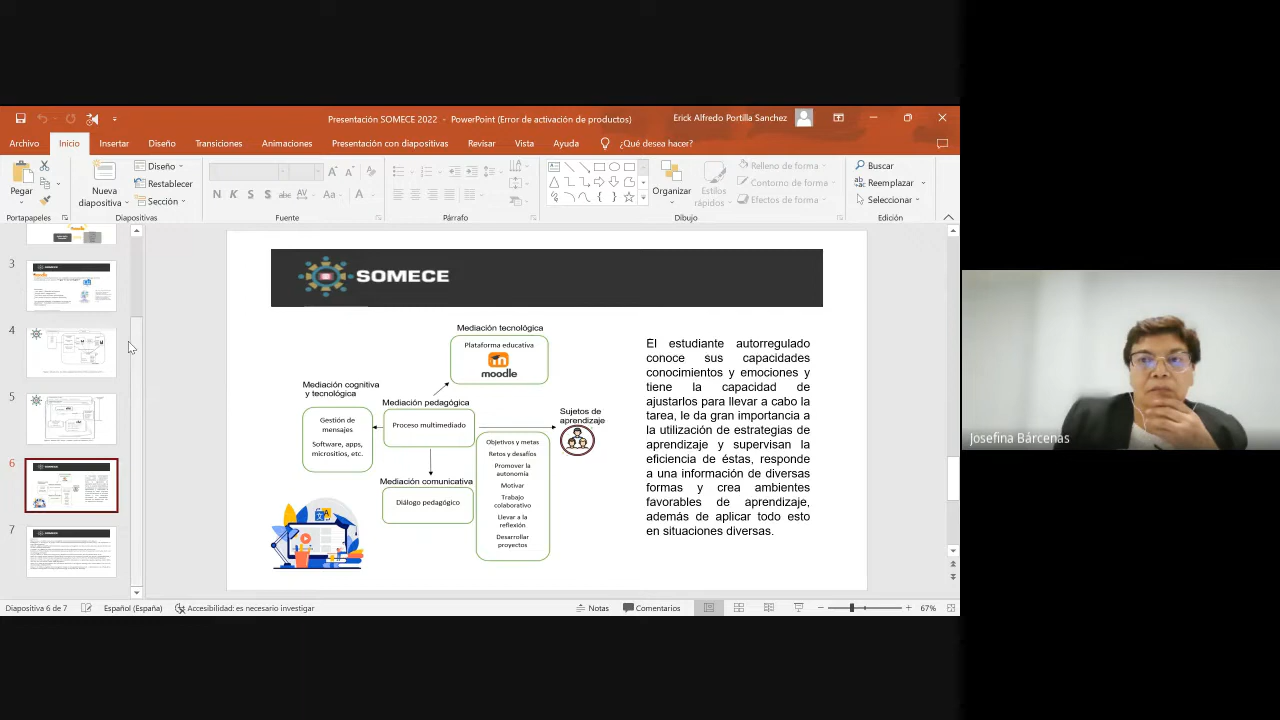 Presentación SOMECE 2022 - PowerPoint (Error de activación de productos)
Erick Alfredo Portilla Sanchez
Archivo Inicio Insertar Diseño Transiciones Animaciones Presentación con diapositivas Revisar Vista Ayuda ¿Qué desea hacer?
Pegar
Nueva diapositiva
Diseño
Restablecer
Sección
N K S S abc AV Aa A
Organizar
Estilos rápidos
Relleno de forma
Contorno de forma
Efectos de forma
Buscar
Reemplazar
Seleccionar
Portapapeles Diapositivas Fuente Párrafo Dibujo Edición
3
4
5
6
7
SOMECE
Mediación tecnológica
Plataforma educativa
moodle
Mediación cognitiva
y tecnológica
Gestión de
mensajes
Software, apps,
micrositios, etc.
Mediación pedagógica
Proceso multimediado
Sujetos de
aprendizaje
Objetivos y metas
Retos y desafíos
Promover la
autonomía
Motivar
Trabajo
colaborativo
Llevar a la
reflexión
Desarrollar
proyectos
Mediación comunicativa
Diálogo pedagógico
El estudiante autorregulado
conoce sus capacidades
conocimientos y emociones y
tiene la capacidad de
ajustarlos para llevar a cabo la
tarea, le da gran importancia a
la utilización de estrategias de
aprendizaje y supervisan la
eficiencia de éstas, responde
a una información de diversas
formas y crea ambientes
favorables de aprendizaje,
además de aplicar todo esto
en situaciones diversas.
Josefina Bárcenas
Diapositiva 6 de 7 Español (España) Accesibilidad: es necesario investigar Notas Comentarios 67%